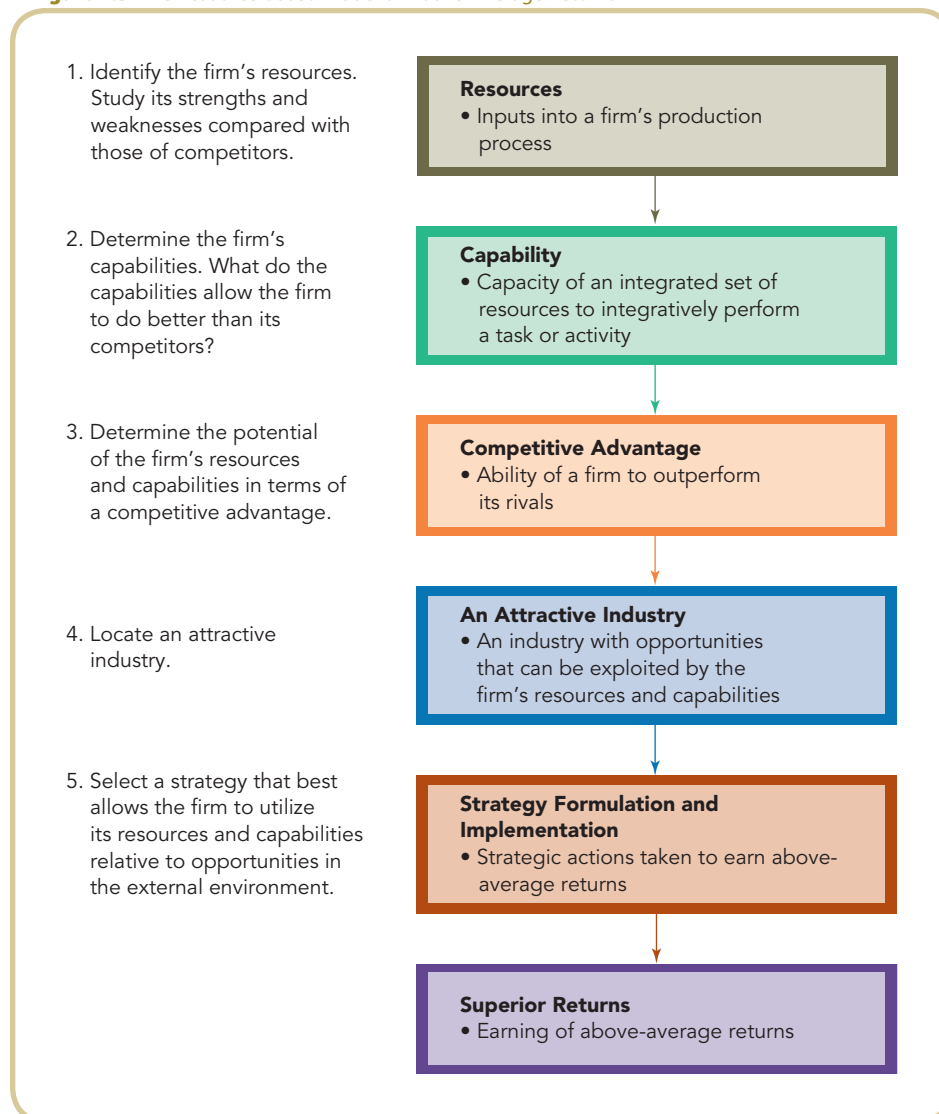 1. Identify the firm's resources.
Study its strengths and
weaknesses compared with
those of competitors.
Resources
• Inputs into a firm's production
process
2. Determine the firm's
capabilities. What do the
capabilities allow the firm
to do better than its
competitors?
Capability
• Capacity of an integrated set of
resources to integratively perform
a task or activity
3. Determine the potential
of the firm's resources
and capabilities in terms of
a competitive advantage.
Competitive Advantage
• Ability of a firm to outperform
its rivals
4. Locate an attractive
industry.
An Attractive Industry
• An industry with opportunities
that can be exploited by the
firm's resources and capabilities
5. Select a strategy that best
allows the firm to utilize
its resources and capabilities
relative to opportunities in
the external environment.
Strategy Formulation and
Implementation
• Strategic actions taken to earn above-
average returns
Superior Returns
• Earning of above-average returns